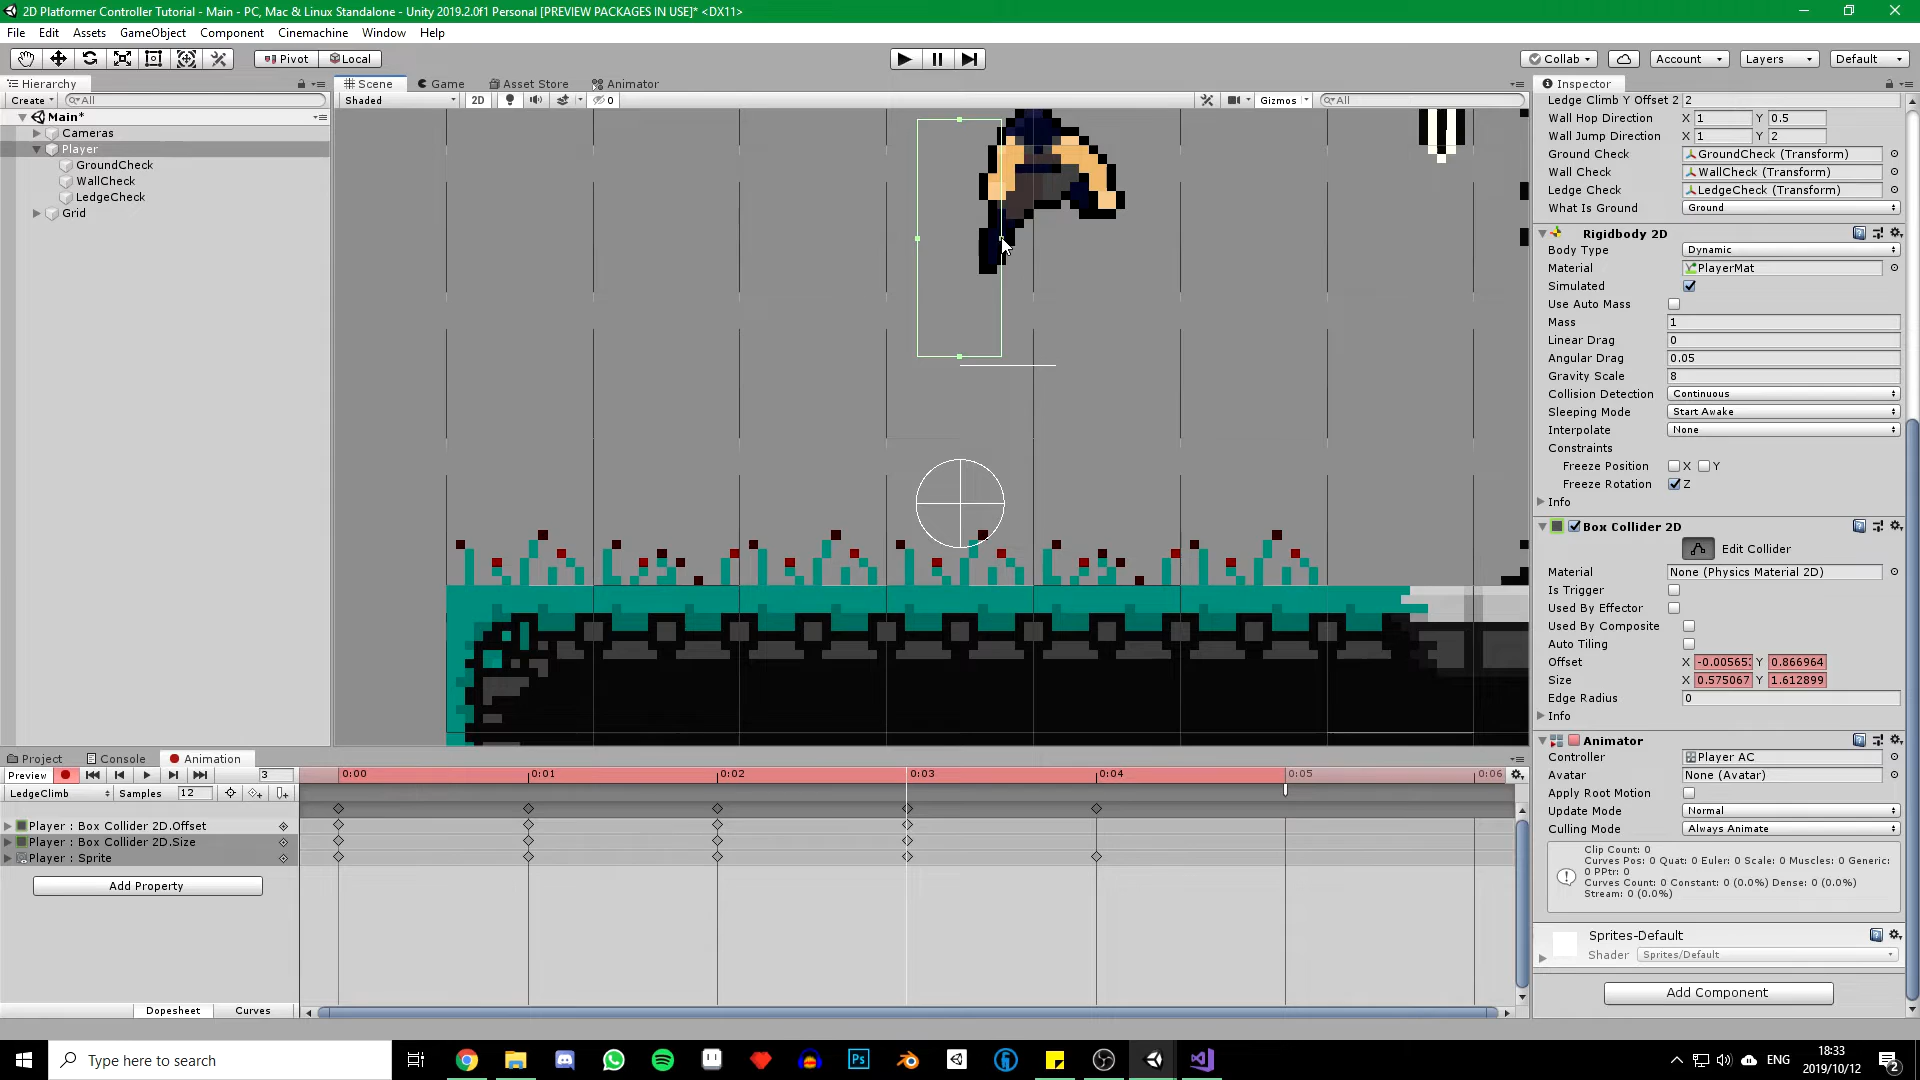 2D Platformer Controller Tutorial - Main - PC, Mac & Linux Standalone - Unity 2019.2.0f1 Personal [PREVIEW PACKAGES IN USE]* <DX11>
File Edit Assets GameObject Component Cinemachine Window Help
Pivot Local Collab Account Layers Default
Hierarchy
Create All
Main*
Cameras
Player
GroundCheck
WallCheck
LedgeCheck
Grid
Scene Game Asset Store Animator
Shaded 2D 0 Gizmos All
Inspector
Ledge Climb Y Offset 2 2
Wall Hop Direction X 1 Y 0.5
Wall Jump Direction X 1 Y 2
Ground Check GroundCheck (Transform)
Wall Check WallCheck (Transform)
Ledge Check LedgeCheck (Transform)
What Is Ground Ground
Rigidbody 2D
Body Type Dynamic
Material PlayerMat
Simulated
Use Auto Mass
Mass 1
Linear Drag 0
Angular Drag 0.05
Gravity Scale 8
Collision Detection Continuous
Sleeping Mode Start Awake
Interpolate None
Constraints
Freeze Position X Y
Freeze Rotation Z
Info
Box Collider 2D
Edit Collider
Material None (Physics Material 2D)
Is Trigger
Used By Effector
Used By Composite
Auto Tiling
Offset X Y 0.866964
Size X 0.575067 Y 1.612899
Edge Radius 0
Info
Animator
Controller Player AC
Avatar None (Avatar)
Apply Root Motion
Update Mode Normal
Culling Mode Always Animate
Clip Count: 0
Curves Pos: 0 Quat: 0 Euler: 0 Scale: 0 Muscles: 0 Generic:
0 PPtr: 0
Curves Count: 0 Constant: 0 (0.0%) Dense: 0 (0.0%)
Stream: 0 (0.0%)
Sprites-Default
Shader Sprites/Default
Add Component
Project Console Animation
Preview 3 0:00 0:01 0:02 0:03 0:04 0:05 0:06
LedgeClimb Samples 12
Player : Box Collider 2D.Offset
Player : Box Collider 2D.Size
Player : Sprite
Add Property
Dopesheet Curves
Type here to search
Ps
ENG
18:33
2019/10/12
2